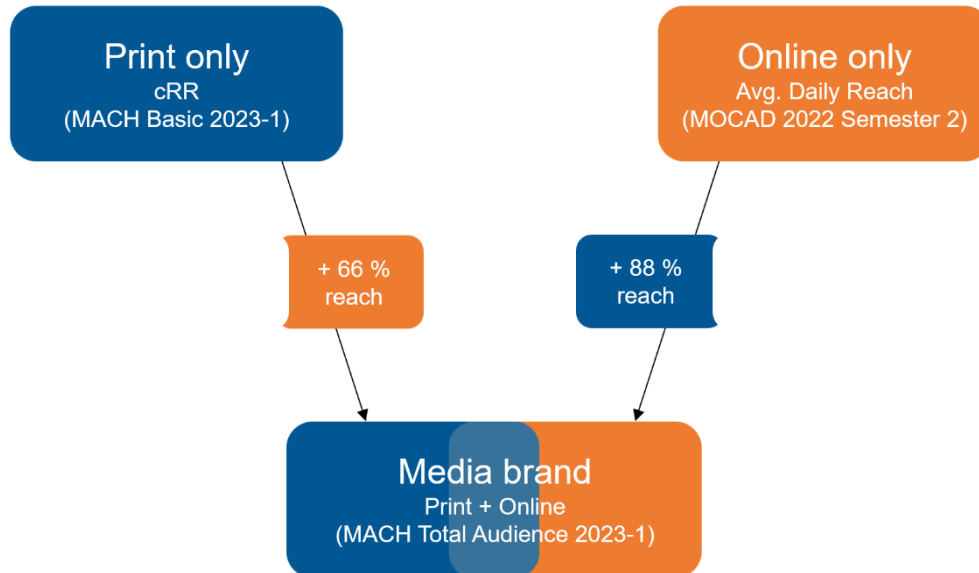 Print only
cRR
(MACH Basic 2023-1)
Online only
Avg. Daily Reach
(MOCAD 2022 Semester 2)
+ 66 %
reach
+ 88 %
reach
Media brand
Print + Online
(MACH Total Audience 2023-1)